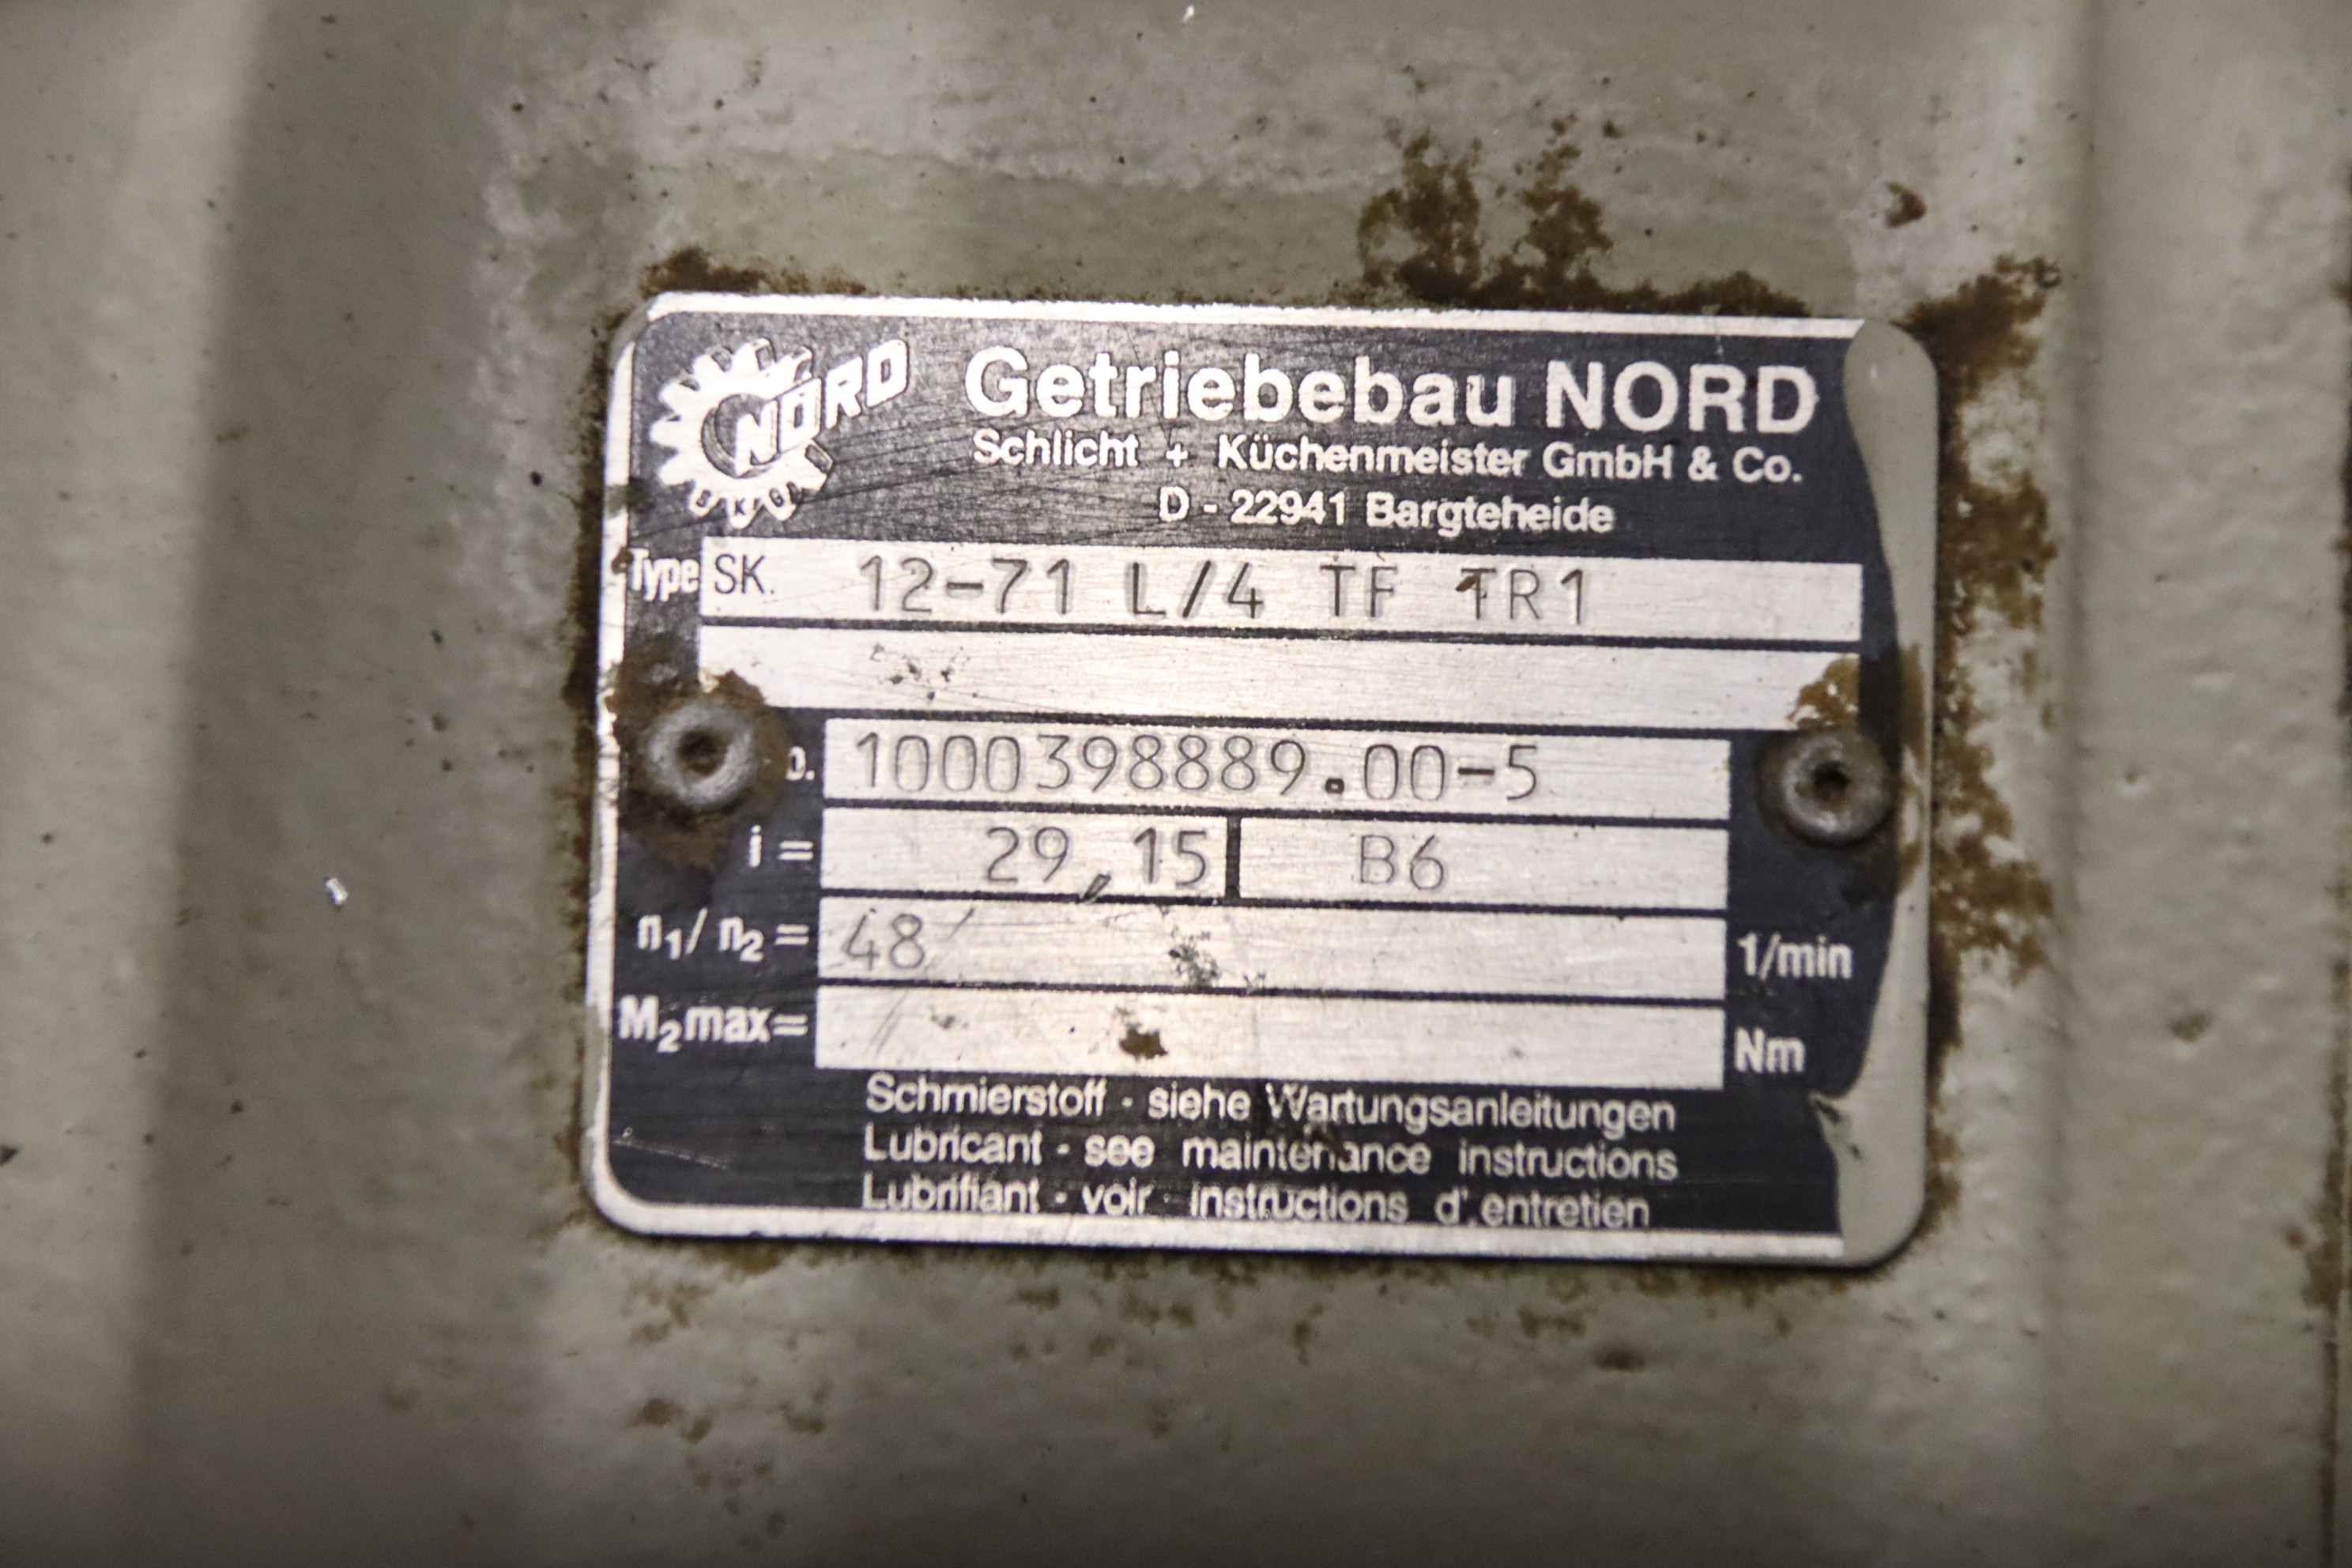 NORD
Getriebebau NORD
Schlicht + Küchenmeister GmbH & Co.
D - 22941 Bargteheide
Type SK. 12-71 L/4 TF TR1
1000398889.00-5
i = 29,15 B6
n₁/ n₂ = 48 1/min
M₂max= Nm
Schmierstoff - siehe Wartungsanleitungen
Lubricant - see maintenance instructions
Lubrifiant - voir instructions d'entretien